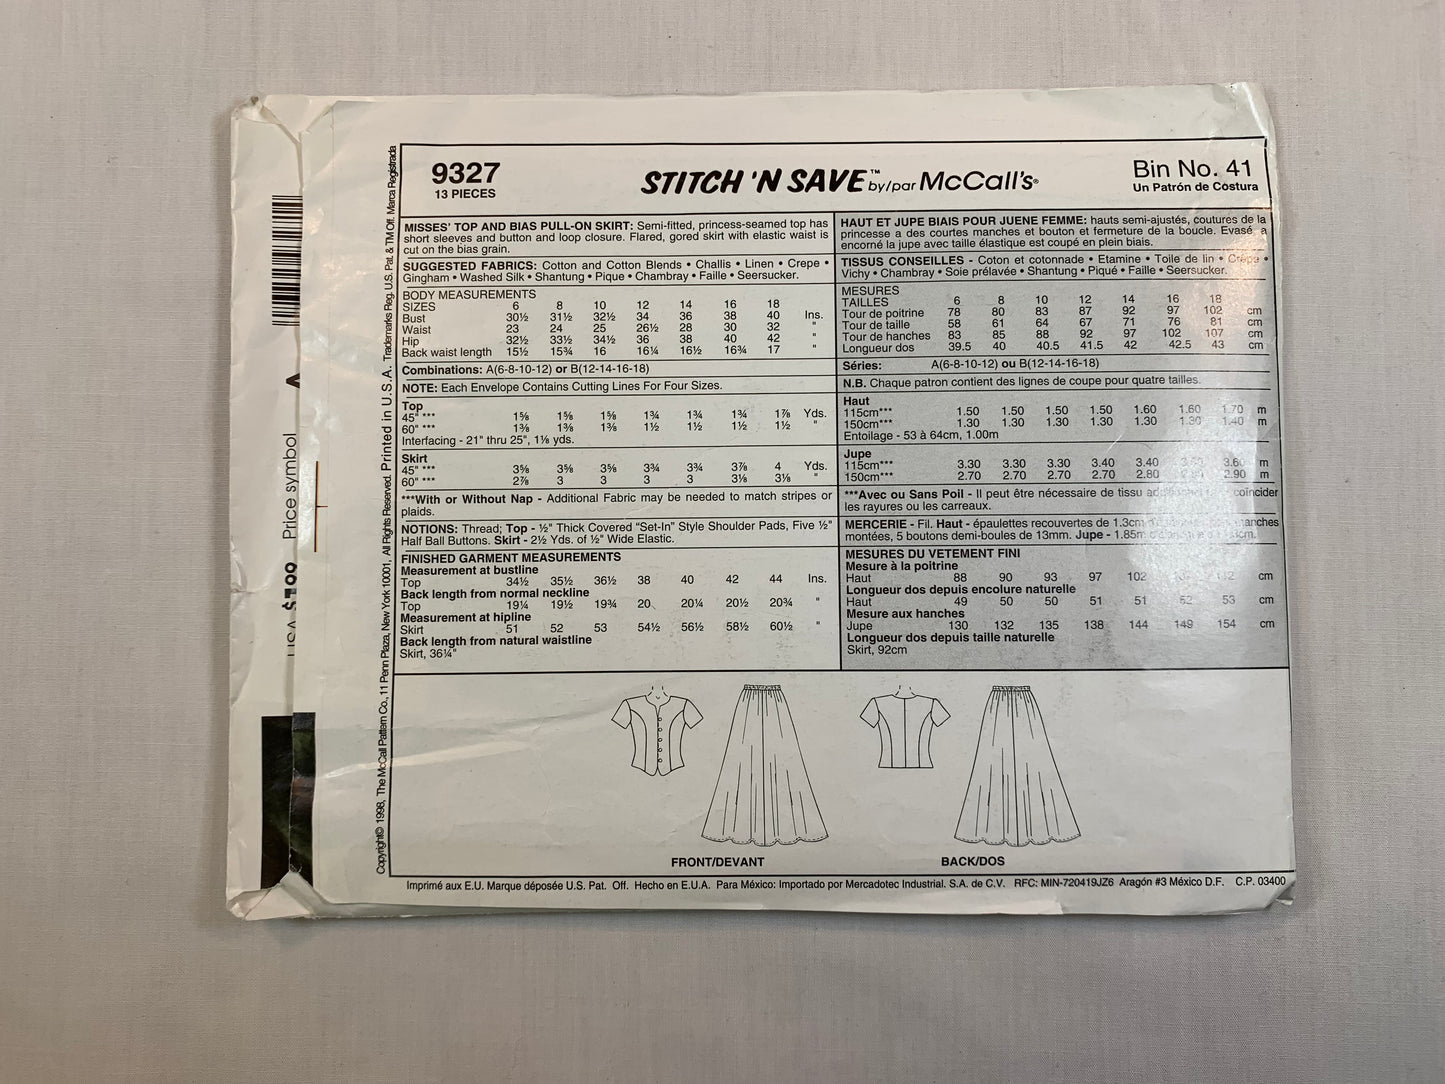 9327
13 PIECES
STITCH 'N SAVE™ by/par McCall's®
Bin No. 41
Un Patrón de Costura
MISSES' TOP AND BIAS PULL-ON SKIRT: Semi-fitted, princess-seamed top has
short sleeves and button and loop closure. Flared, gored skirt with elastic waist is
cut on the bias grain.
SUGGESTED FABRICS: Cotton and Cotton Blends • Challis • Linen • Crepe •
Gingham • Washed Silk • Shantung • Pique • Chambray • Faille • Seersucker.
BODY MEASUREMENTS
SIZES 6 8 10 12 14 16 18
Bust 30½ 31½ 32½ 34 36 38 40 Ins.
Waist 23 24 25 26½ 28 30 32 "
Hip 32½ 33½ 34½ 36 38 40 42 "
Back waist length 15½ 15¾ 16 16¼ 16½ 16¾ 17 "
Combinations: A(6-8-10-12) or B(12-14-16-18)
NOTE: Each Envelope Contains Cutting Lines For Four Sizes.
Top
45" *** 1⅝ 1⅝ 1⅝ 1¾ 1¾ 1¾ 1⅞ Yds.
60" *** 1⅜ 1⅜ 1⅜ 1½ 1½ 1½ 1½ "
Interfacing - 21" thru 25", 1⅛ yds.
Skirt
45" *** 3⅝ 3⅝ 3⅝ 3¾ 3¾ 3⅞ 4 Yds.
60" *** 2⅞ 3 3 3 3 3⅛ 3⅛ "
***With or Without Nap - Additional Fabric may be needed to match stripes or
plaids.
NOTIONS: Thread; Top - ½" Thick Covered "Set-In" Style Shoulder Pads, Five ½"
Half Ball Buttons. Skirt - 2½ Yds. of ½" Wide Elastic.
FINISHED GARMENT MEASUREMENTS
Measurement at bustline
Top 34½ 35½ 36½ 38 40 42 44 Ins.
Back length from normal neckline
Top 19¼ 19½ 19¾ 20 20¼ 20½ 20¾ "
Measurement at hipline
Skirt 51 52 53 54½ 56½ 58½ 60½ "
Back length from natural waistline
Skirt, 36¼"
HAUT ET JUPE BIAIS POUR JUENE FEMME: hauts semi-ajustés, coutures de la
princesse a des courtes manches et bouton et fermeture de la boucle. Evasé, a
encorné la jupe avec taille élastique est coupé en plein biais.
TISSUS CONSEILLES - Coton et cotonnade • Etamine • Toile de lin • Crêpe •
Vichy • Chambray • Soie prélavée • Shantung • Piqué • Faille • Seersucker.
MESURES
TAILLES 6 8 10 12 14 16 18
Tour de poitrine 78 80 83 87 92 97 102 cm
Tour de taille 58 61 64 67 71 76 81 cm
Tour de hanches 83 85 88 92 97 102 107 cm
Longueur dos 39.5 40 40.5 41.5 42 42.5 43 cm
Séries: A(6-8-10-12) ou B(12-14-16-18)
N.B. Chaque patron contient des lignes de coupe pour quatre tailles.
Haut
115cm*** 1.50 1.50 1.50 1.50 1.60 1.60 1.70 m
150cm*** 1.30 1.30 1.30 1.30 1.30 1.30 1.40 m
Entoilage - 53 à 64cm, 1.00m
Jupe
115cm*** 3.30 3.30 3.30 3.40 3.40 3.60 m
150cm*** 2.70 2.70 2.70 2.70 2.80 2.90 m
***Avec ou Sans Poil - Il peut être nécessaire de tissu coincider
les rayures ou les carreaux.
MERCERIE - Fil. Haut - épaulettes recouvertes de 1.3cm manches
montées, 5 boutons demi-boules de 13mm. Jupe - 1.85m
MESURES DU VETEMENT FINI
Mesure à la poitrine
Haut 88 90 93 97 102 cm
Longueur dos depuis encolure naturelle
Haut 49 50 50 51 51 52 53 cm
Mesure aux hanches
Jupe 130 132 135 138 144 149 154 cm
Longueur dos depuis taille naturelle
Skirt, 92cm
FRONT/DEVANT
BACK/DOS
Imprimé aux E.U. Marque déposée U.S. Pat. Off. Hecho en E.U.A. Para México: Importado por Mercadotec Industrial. S.A. de C.V. RFC: MIN-720419JZ6 Aragón #3 México D.F. C.P. 03400
Copyright© 1998, The McCall Pattern Co., 11 Penn Plaza, New York 10001, All Rights Reserved. Printed in U.S.A. Trademarks Reg. U.S. Pat. & TM Off. Marca Registrada
Price symbol